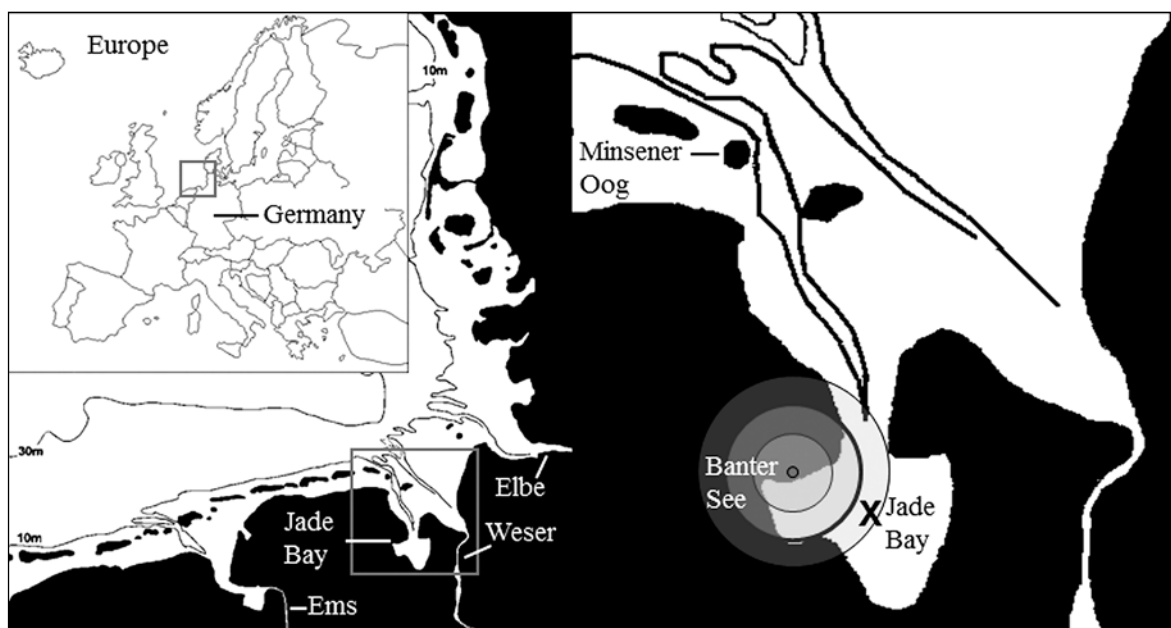 Europe
Germany
10m
30m
10m
Elbe
Jade
Bay
Weser
Ems
Minsener
Oog
Banter
See
X
Jade
Bay